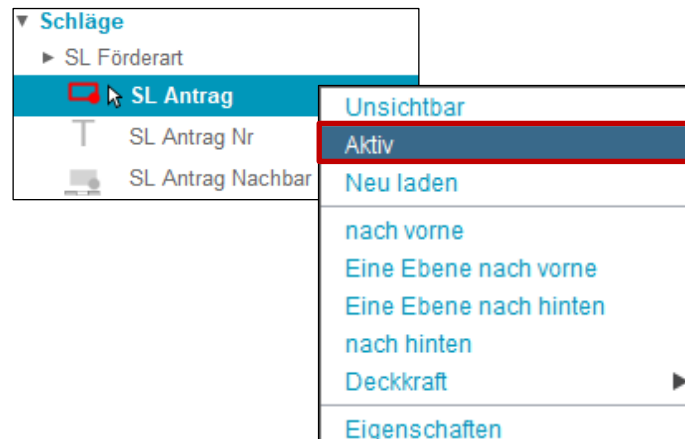 Schläge
SL Förderart
SL Antrag
SL Antrag Nr
SL Antrag Nachbar
Unsichtbar
Aktiv
Neu laden
nach vorne
Eine Ebene nach vorne
Eine Ebene nach hinten
nach hinten
Deckkraft
Eigenschaften